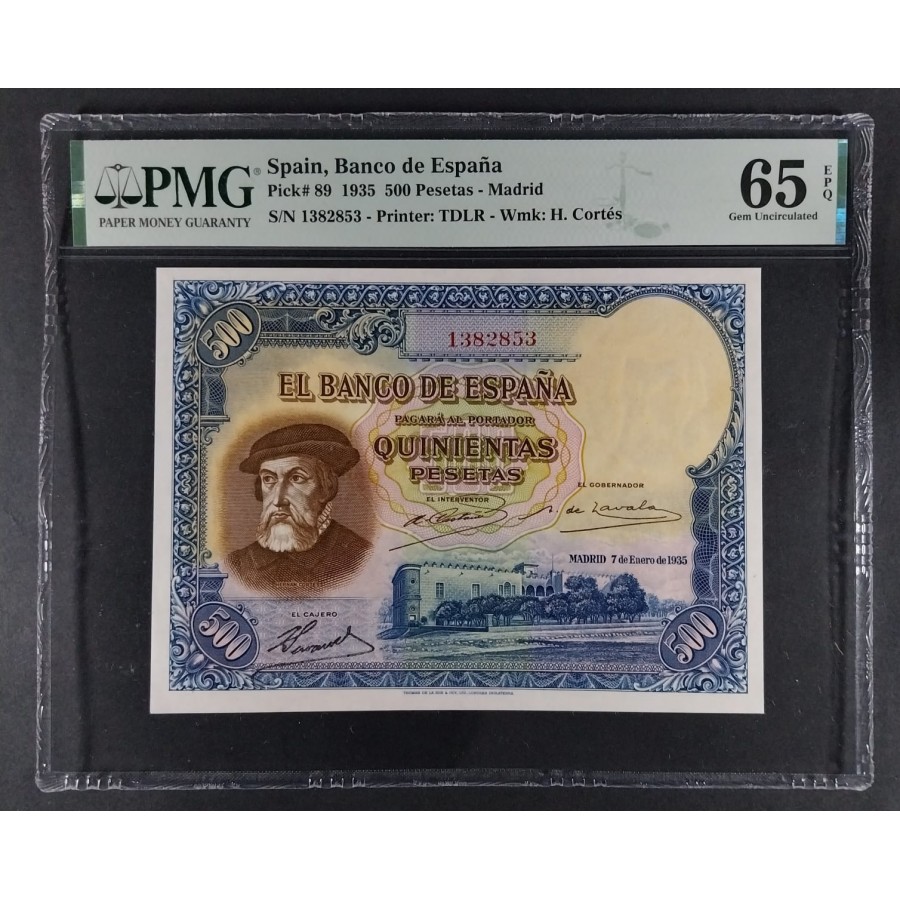 PMG®
PAPER MONEY GUARANTY
Spain, Banco de España
Pick# 89 1935 500 Pesetas - Madrid
S/N 1382853 - Printer: TDLR - Wmk: H. Cortés
65
EPQ
Gem Uncirculated
500
1382853
EL BANCO DE ESPAÑA
PAGARÁ AL PORTADOR
QUINIENTAS
PESETAS
EL INTERVENTOR
EL GOBERNADOR
MADRID 7 de Enero de 1935
HERNÁN CORTÉS
EL CAJERO
500
500